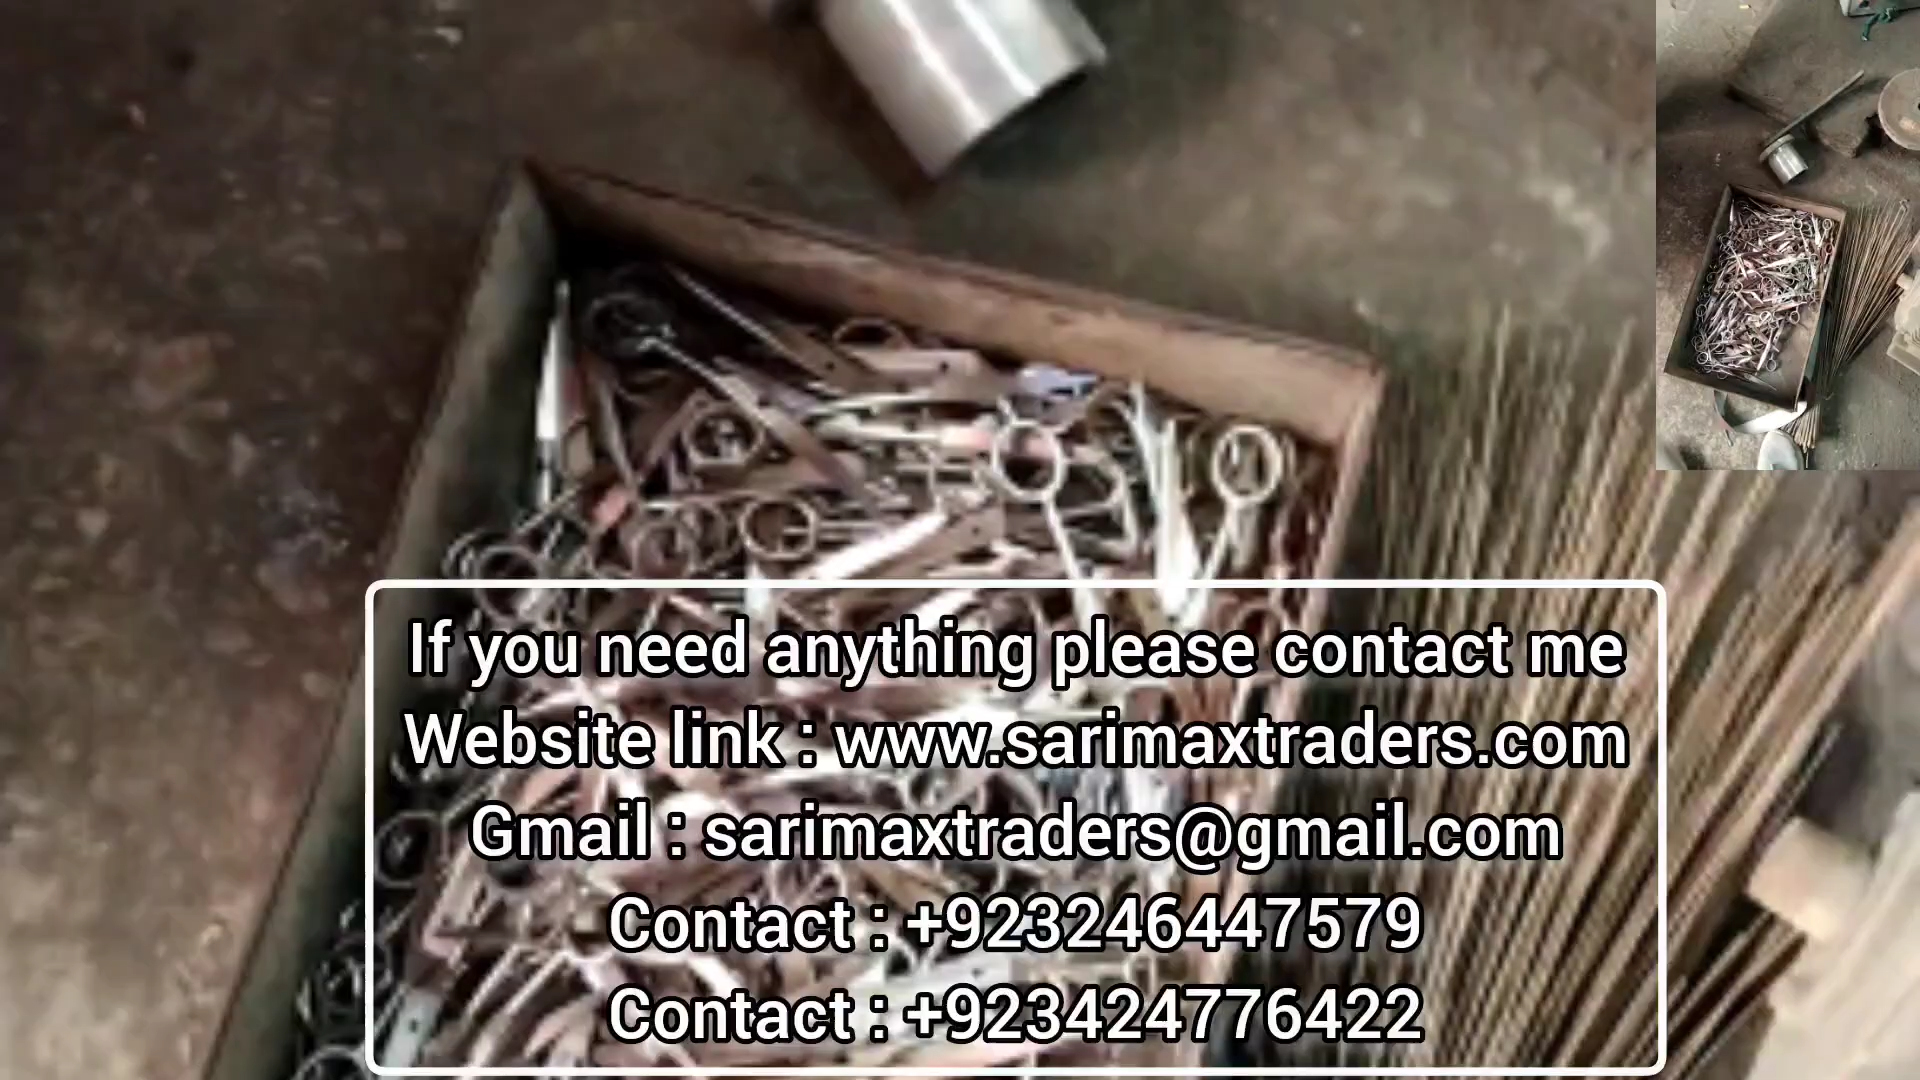 If you need anything please contact me
Website link : www.sarimaxtraders.com
Gmail : sarimaxtraders@gmail.com
Contact : +923246447579
Contact : +923424776422